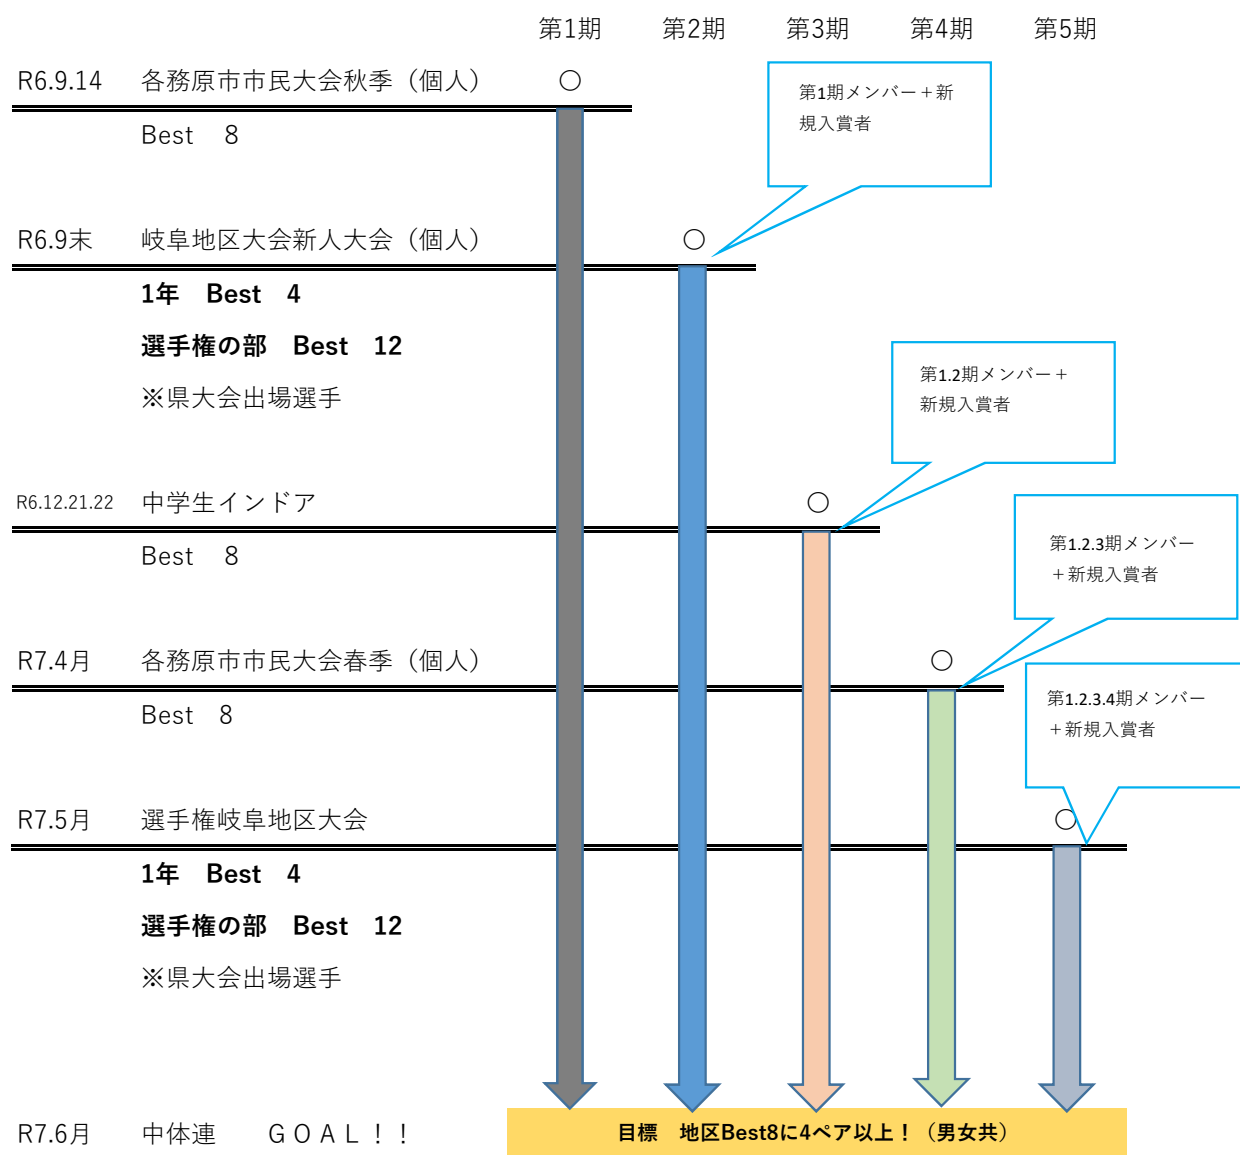 第1期 第2期 第3期 第4期 第5期
R6.9.14 各務原市市民大会秋季（個人） ○
Best 8
第1期メンバー＋新
規入賞者
R6.9末 岐阜地区大会新人大会（個人） ○
1年 Best 4
選手権の部 Best 12
※県大会出場選手
第1.2期メンバー＋
新規入賞者
R6.12.21.22 中学生インドア ○
Best 8
第1.2.3期メンバー
＋新規入賞者
R7.4月 各務原市市民大会春季（個人） ○
Best 8
第1.2.3.4期メンバー
＋新規入賞者
R7.5月 選手権岐阜地区大会 ○
1年 Best 4
選手権の部 Best 12
※県大会出場選手
R7.6月 中体連 ＧＯＡＬ！！ 目標 地区Best8に4ペア以上！（男女共）